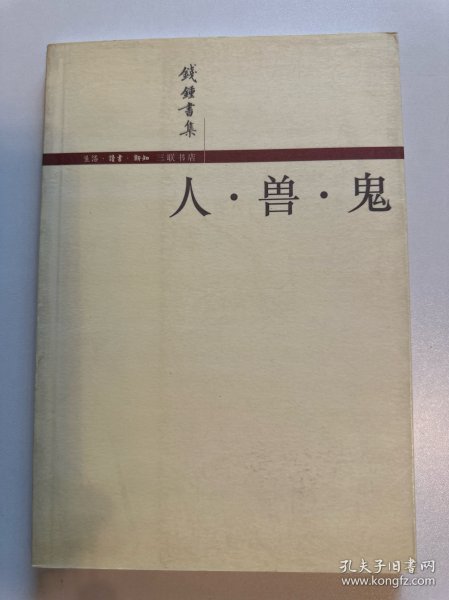 錢鍾書集
生活·讀書·新知 三联书店
人·兽·鬼
孔夫子旧书网
www.kongfz.com